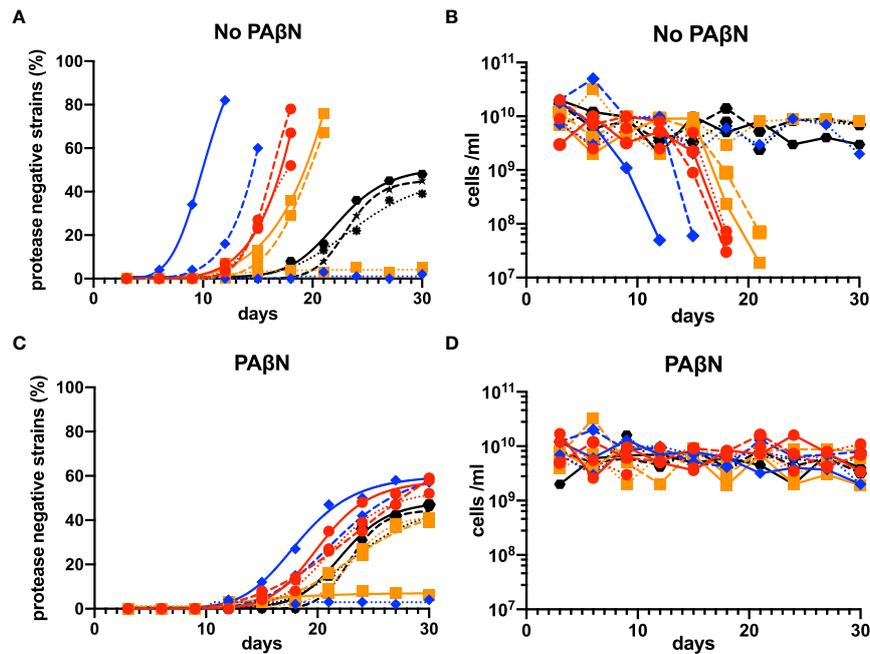 A
No PAβN
protease negative strains (%)
100
80
60
40
20
0
0 10 20 30
days
B
No PAβN
cells /ml
10¹¹
10¹⁰
10⁹
10⁸
10⁷
0 10 20 30
days
C
PAβN
protease negative strains (%)
100
80
60
40
20
0
0 10 20 30
days
D
PAβN
cells /ml
10¹¹
10¹⁰
10⁹
10⁸
10⁷
0 10 20 30
days